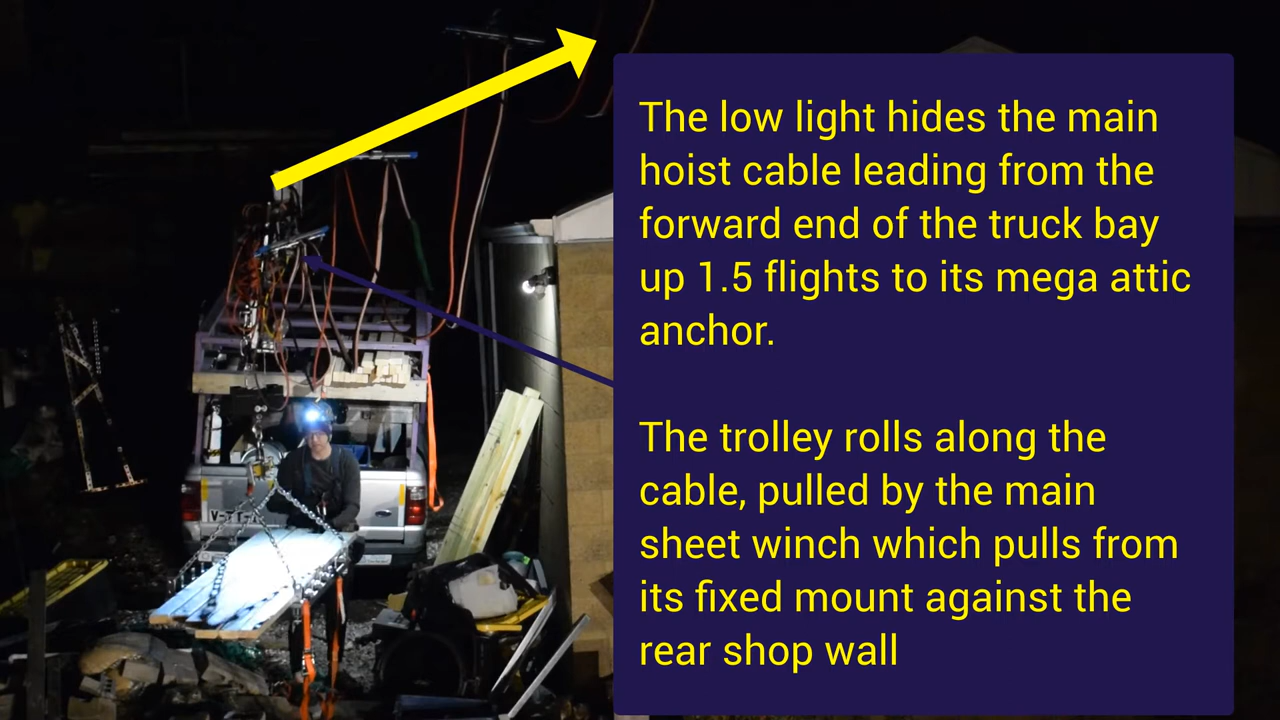 The low light hides the main
hoist cable leading from the
forward end of the truck bay
up 1.5 flights to its mega attic
anchor.
The trolley rolls along the
cable, pulled by the main
sheet winch which pulls from
its fixed mount against the
rear shop wall